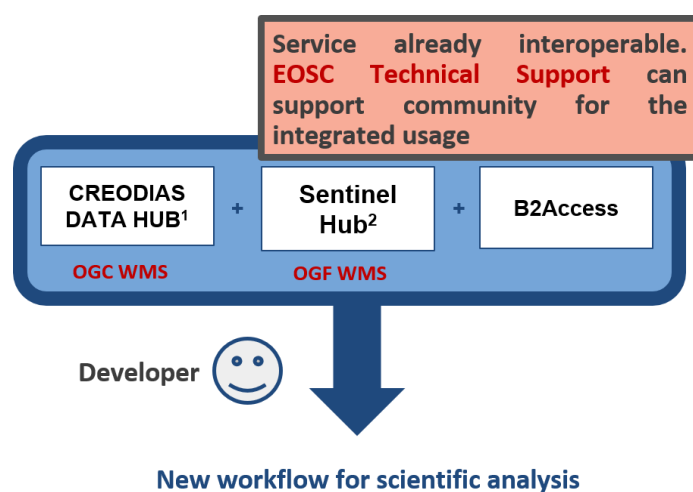 Service already interoperable.
EOSC Technical Support can
support community for the
integrated usage
CREODIAS
DATA HUB¹
+
Sentinel
Hub²
+
B2Access
OGC WMS
OGF WMS
Developer
New workflow for scientific analysis